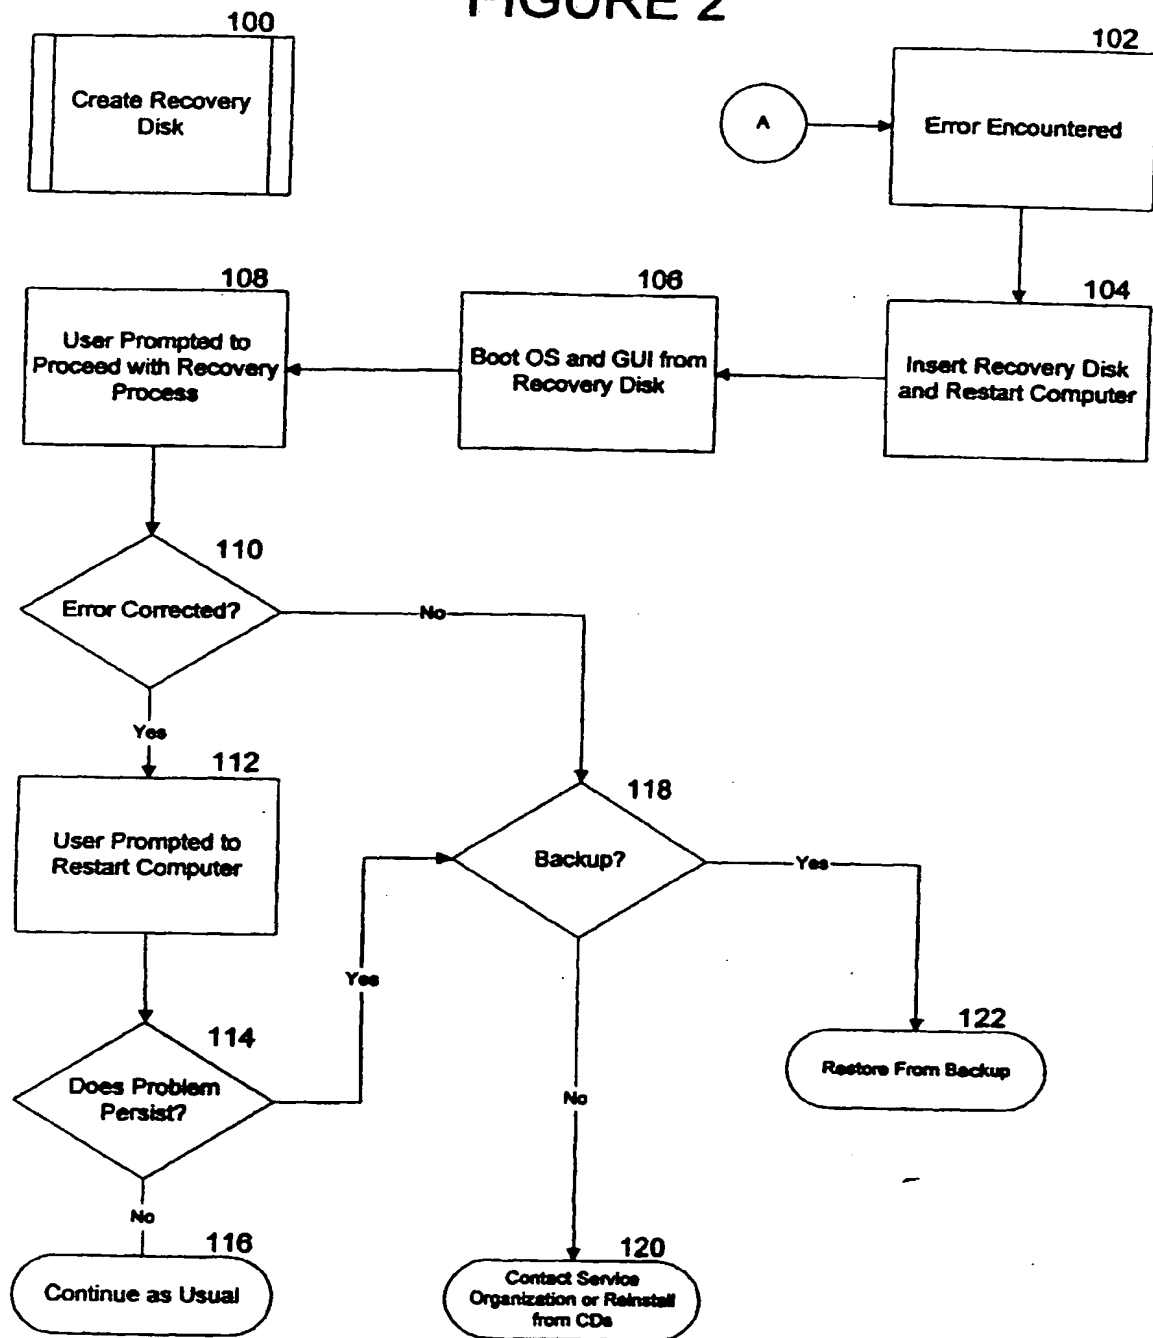 FIGURE 2
100
Create Recovery
Disk
A
102
Error Encountered
108
User Prompted to
Proceed with Recovery
Process
106
Boot OS and GUI from
Recovery Disk
104
Insert Recovery Disk
and Restart Computer
110
Error Corrected?
No
Yes
112
User Prompted to
Restart Computer
118
Backup?
Yes
Yes
114
Does Problem
Persist?
122
Restore From Backup
No
No
116
Continue as Usual
120
Contact Service
Organization or Reinstall
from CDs